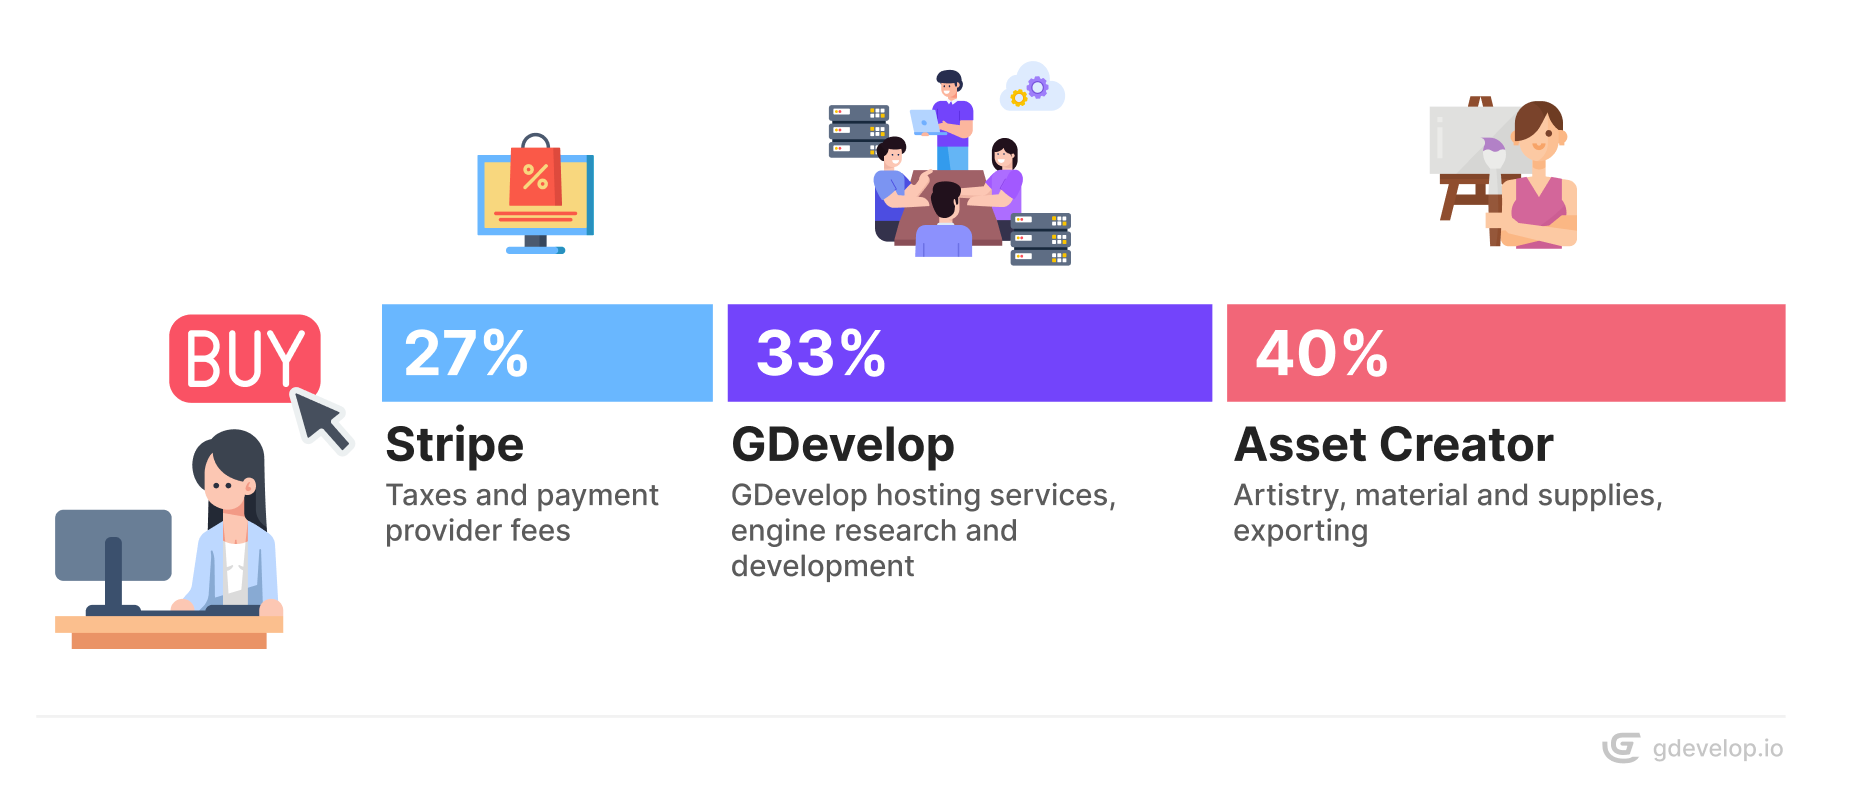 BUY
27%
Stripe
Taxes and payment
provider fees
33%
GDevelop
GDevelop hosting services,
engine research and
development
40%
Asset Creator
Artistry, material and supplies,
exporting
gdevelop.io